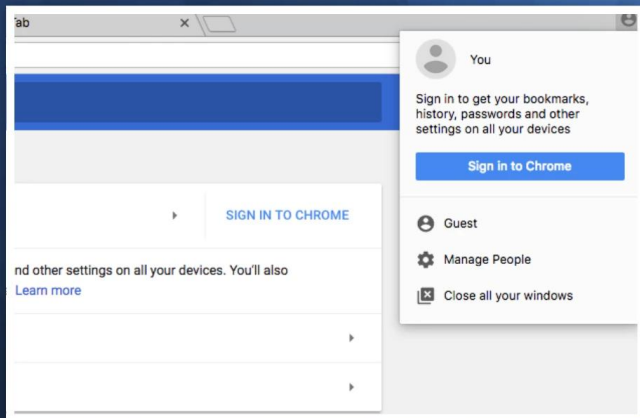 ab
You
Sign in to get your bookmarks,
history, passwords and other
settings on all your devices
Sign in to Chrome
SIGN IN TO CHROME
Guest
Manage People
Close all your windows
nd other settings on all your devices. You'll also
Learn more